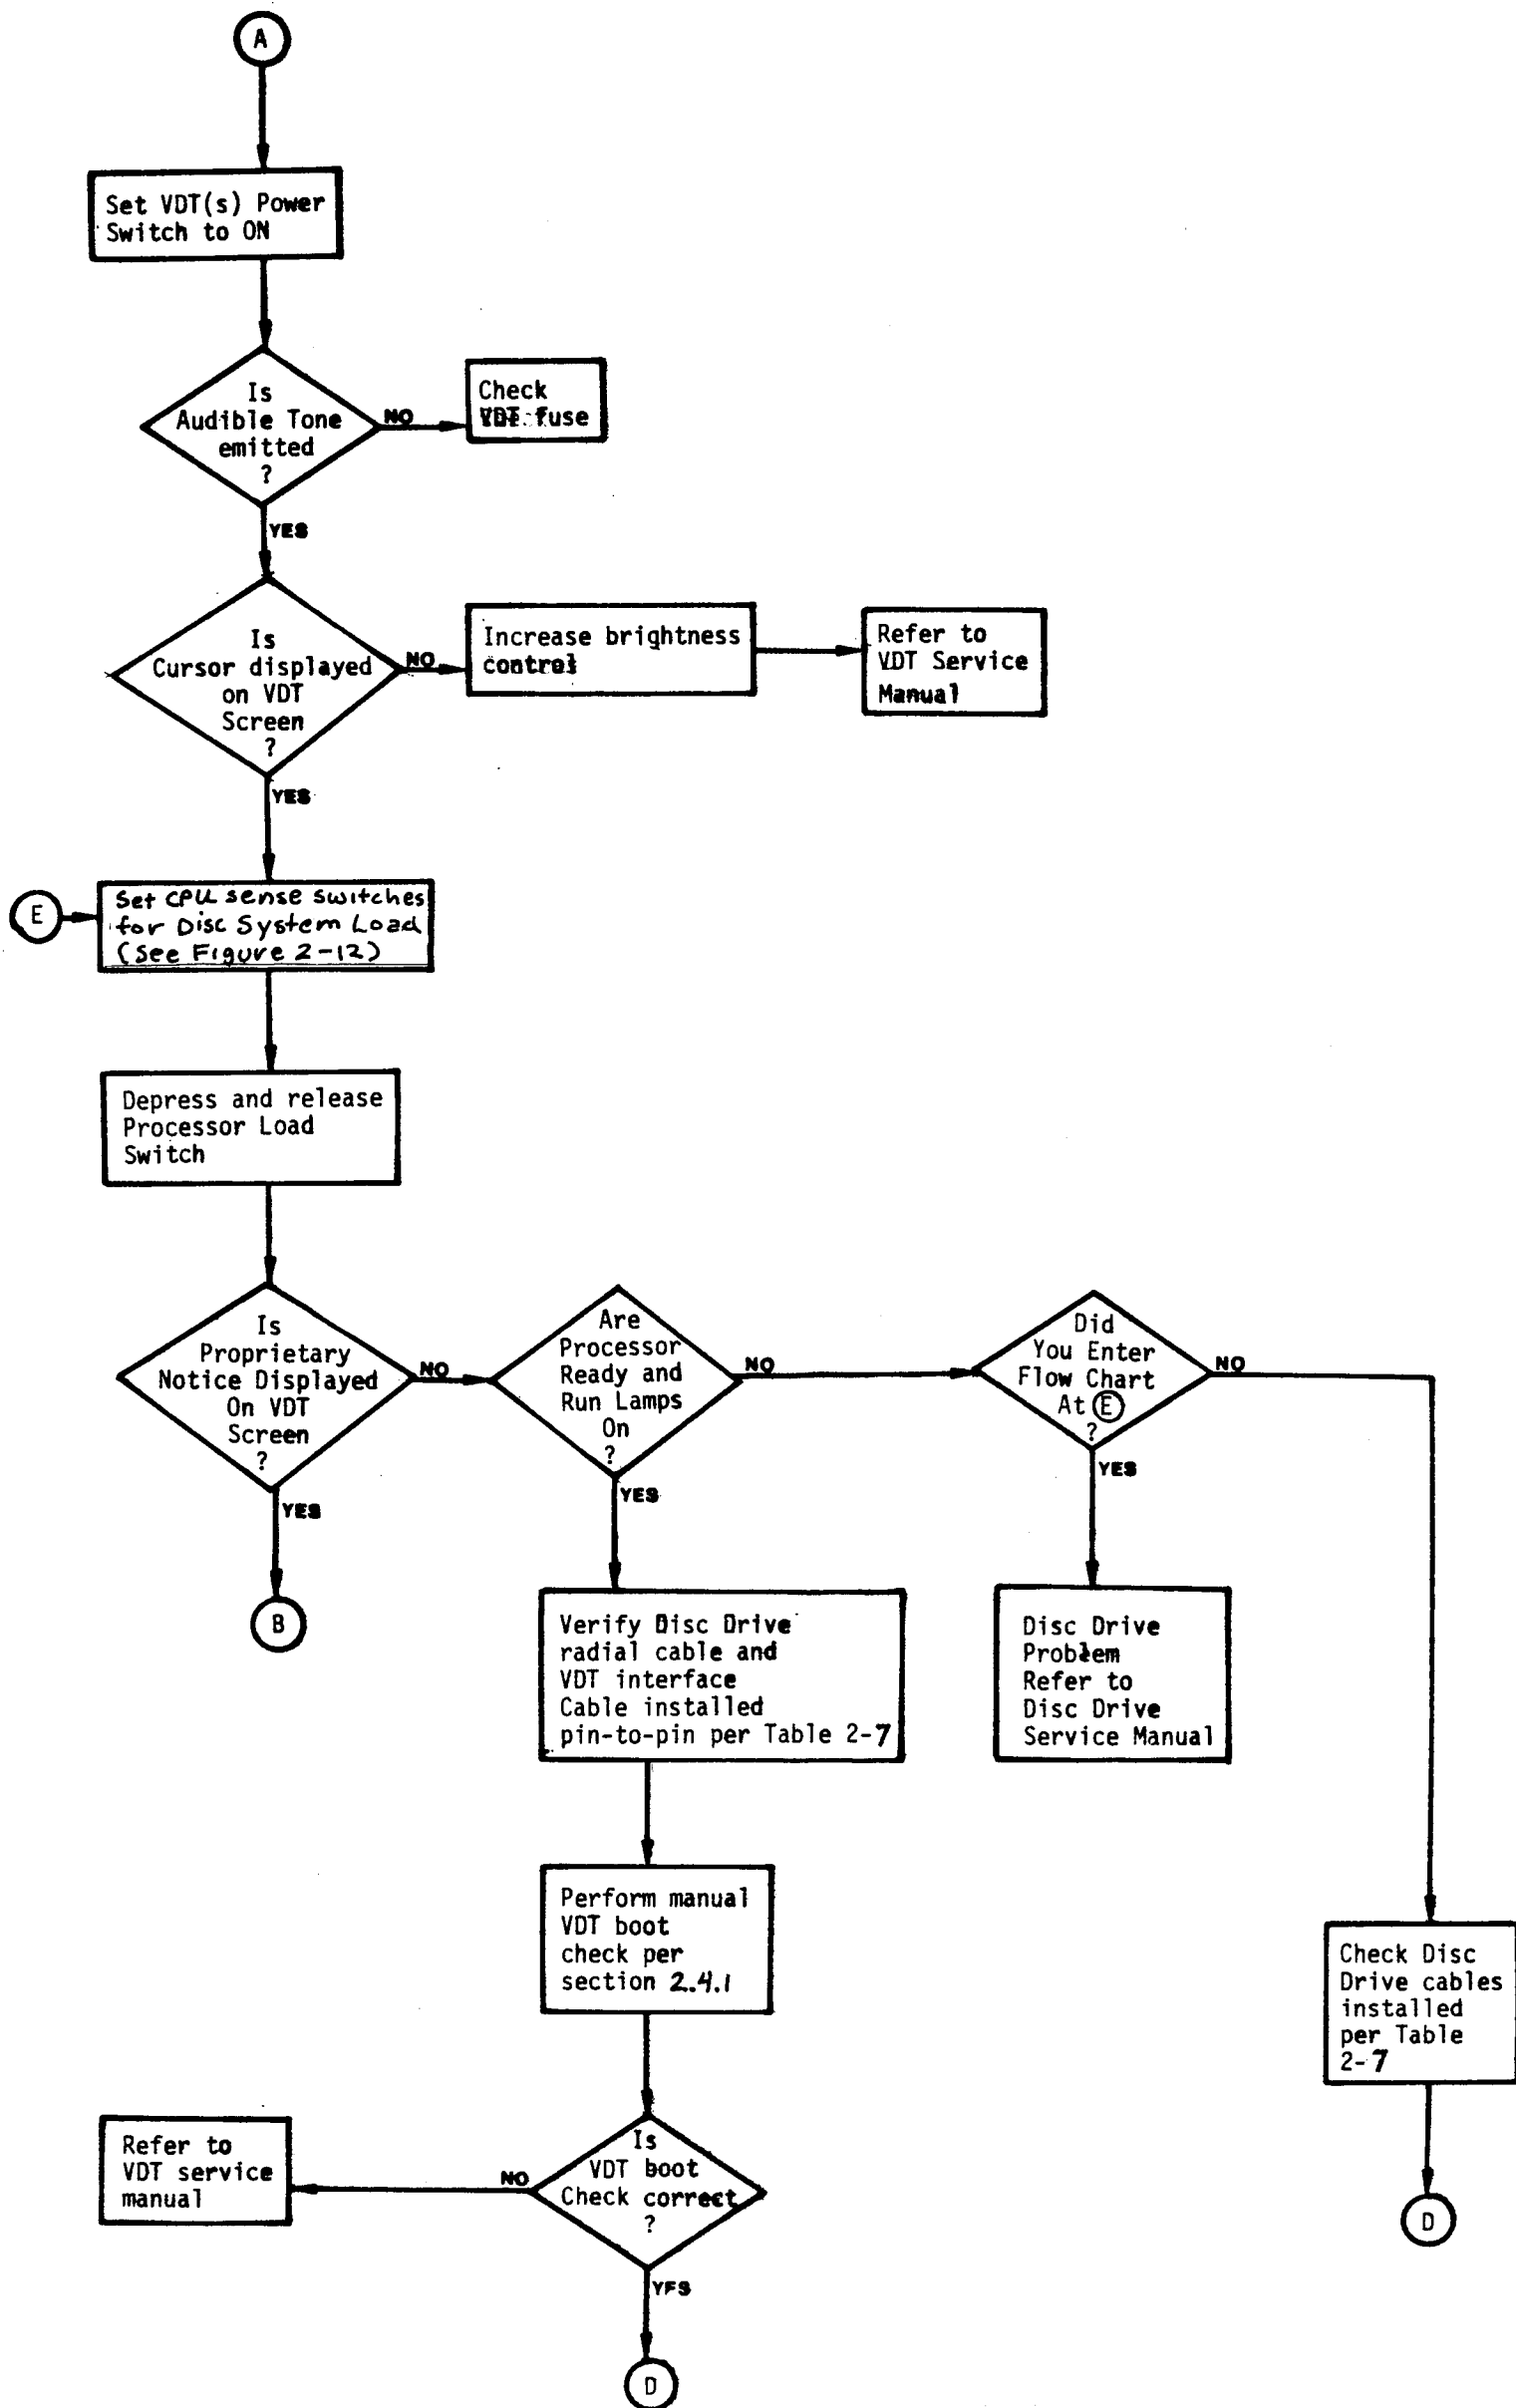 A
Set VDT(s) Power
Switch to ON
Is
Audible Tone
emitted
?
NO
Check
VDT fuse
YES
Is
Cursor displayed
on VDT
Screen
?
NO
Increase brightness
control
Refer to
VDT Service
Manual
YES
E
Set CPU sense switches
for Disc System Load
(See Figure 2-12)
Depress and release
Processor Load
Switch
Is
Proprietary
Notice Displayed
On VDT
Screen
?
NO
Are
Processor
Ready and
Run Lamps
On
?
NO
Did
You Enter
Flow Chart
At E
?
NO
YES
B
YES
Verify Disc Drive
radial cable and
VDT interface
Cable installed
pin-to-pin per Table 2-7
YES
Disc Drive
Problem
Refer to
Disc Drive
Service Manual
Perform manual
VDT boot
check per
section 2.4.1
Check Disc
Drive cables
installed
per Table
2-7
D
Is
VDT boot
Check correct
?
NO
Refer to
VDT service
manual
YES
D